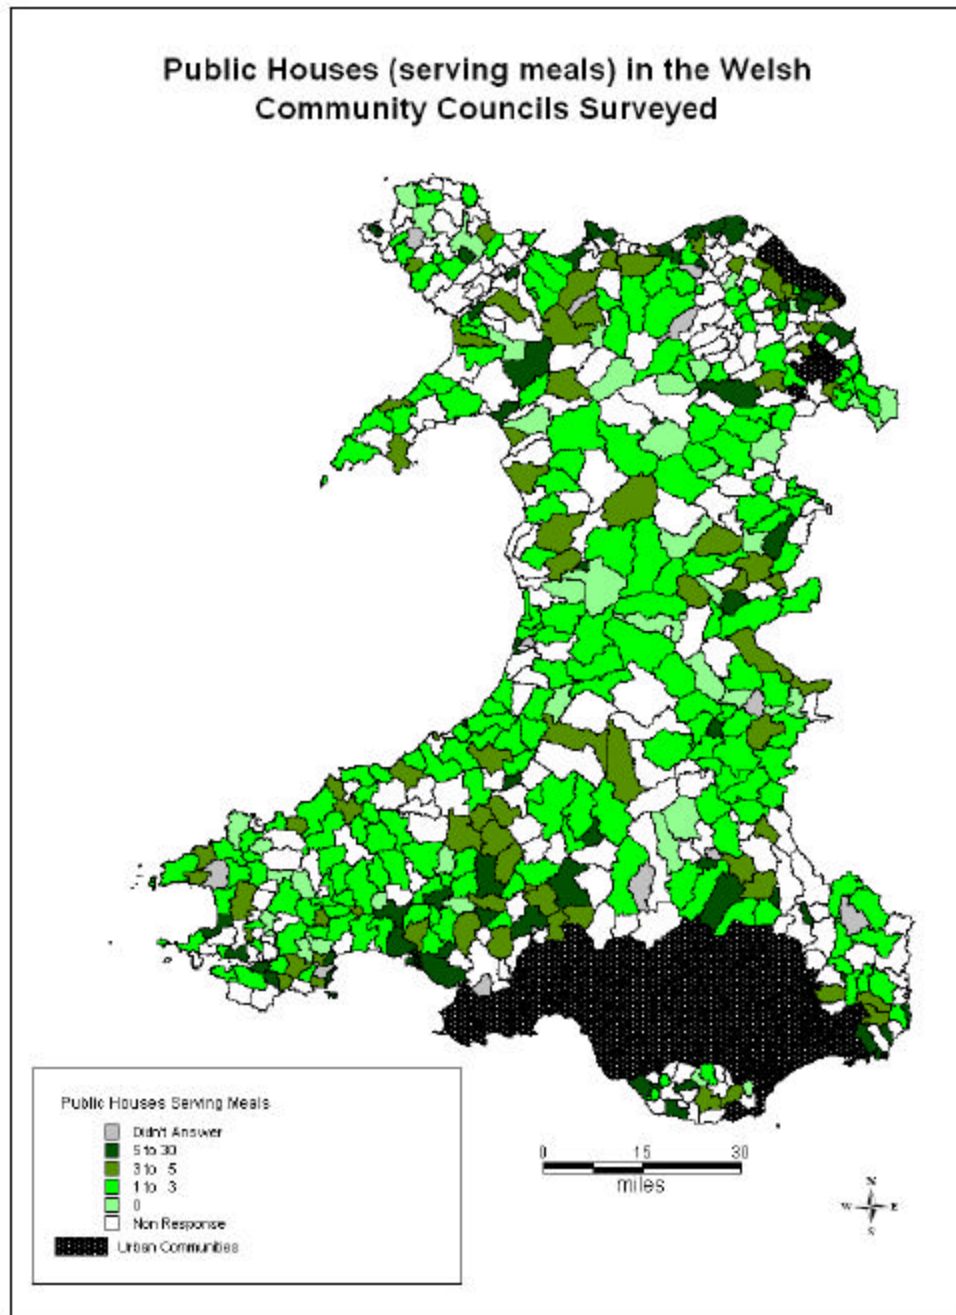 Public Houses (serving meals) in the Welsh
Community Councils Surveyed
Public Houses Serving Meals
Didn't Answer
5 to 30
3 to 5
1 to 3
0
Non Response
Urban Communities
0 15 30
miles
N
W E
S